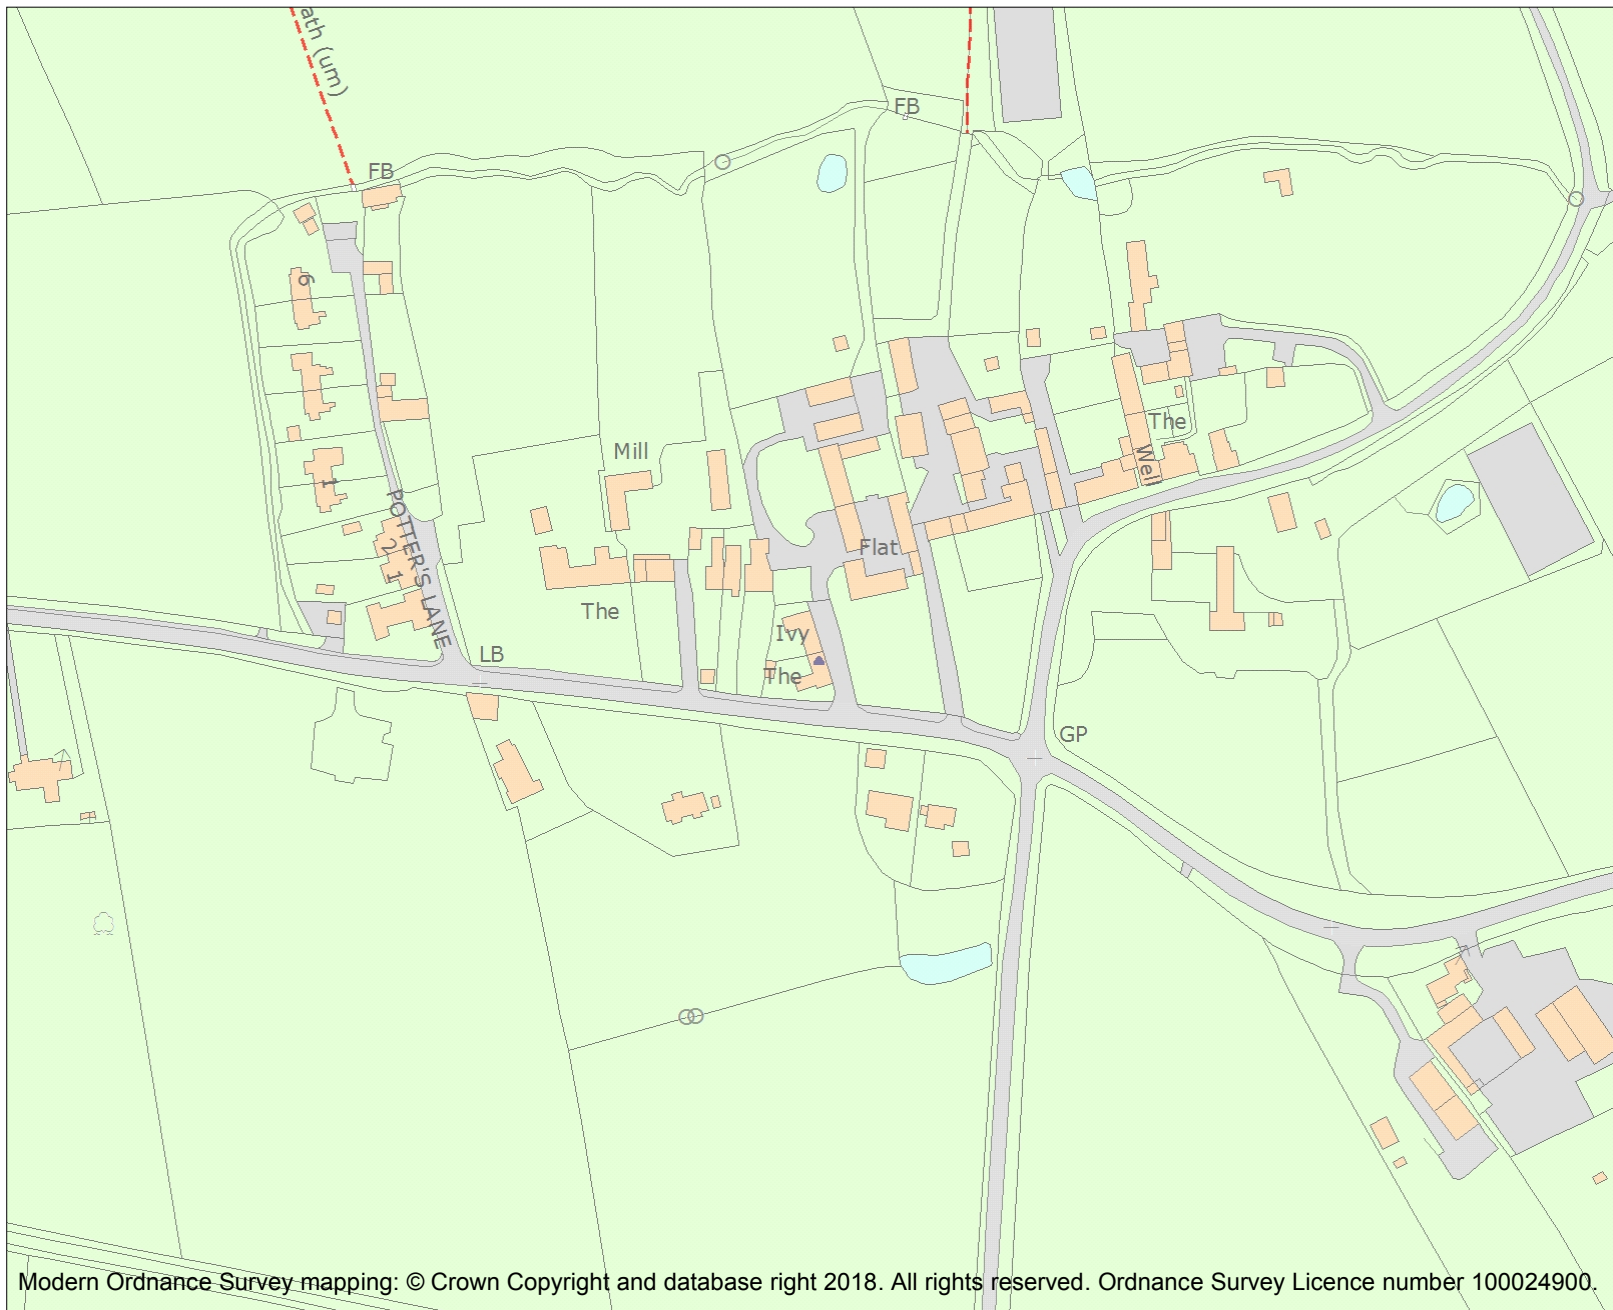 ath (um)
FB
FB
6
1
Mill
The
Well
POTTER'S LANE
2
1
Flat
The
Ivy
The
LB
GP
Modern Ordnance Survey mapping: © Crown Copyright and database right 2018. All rights reserved. Ordnance Survey Licence number 100024900.